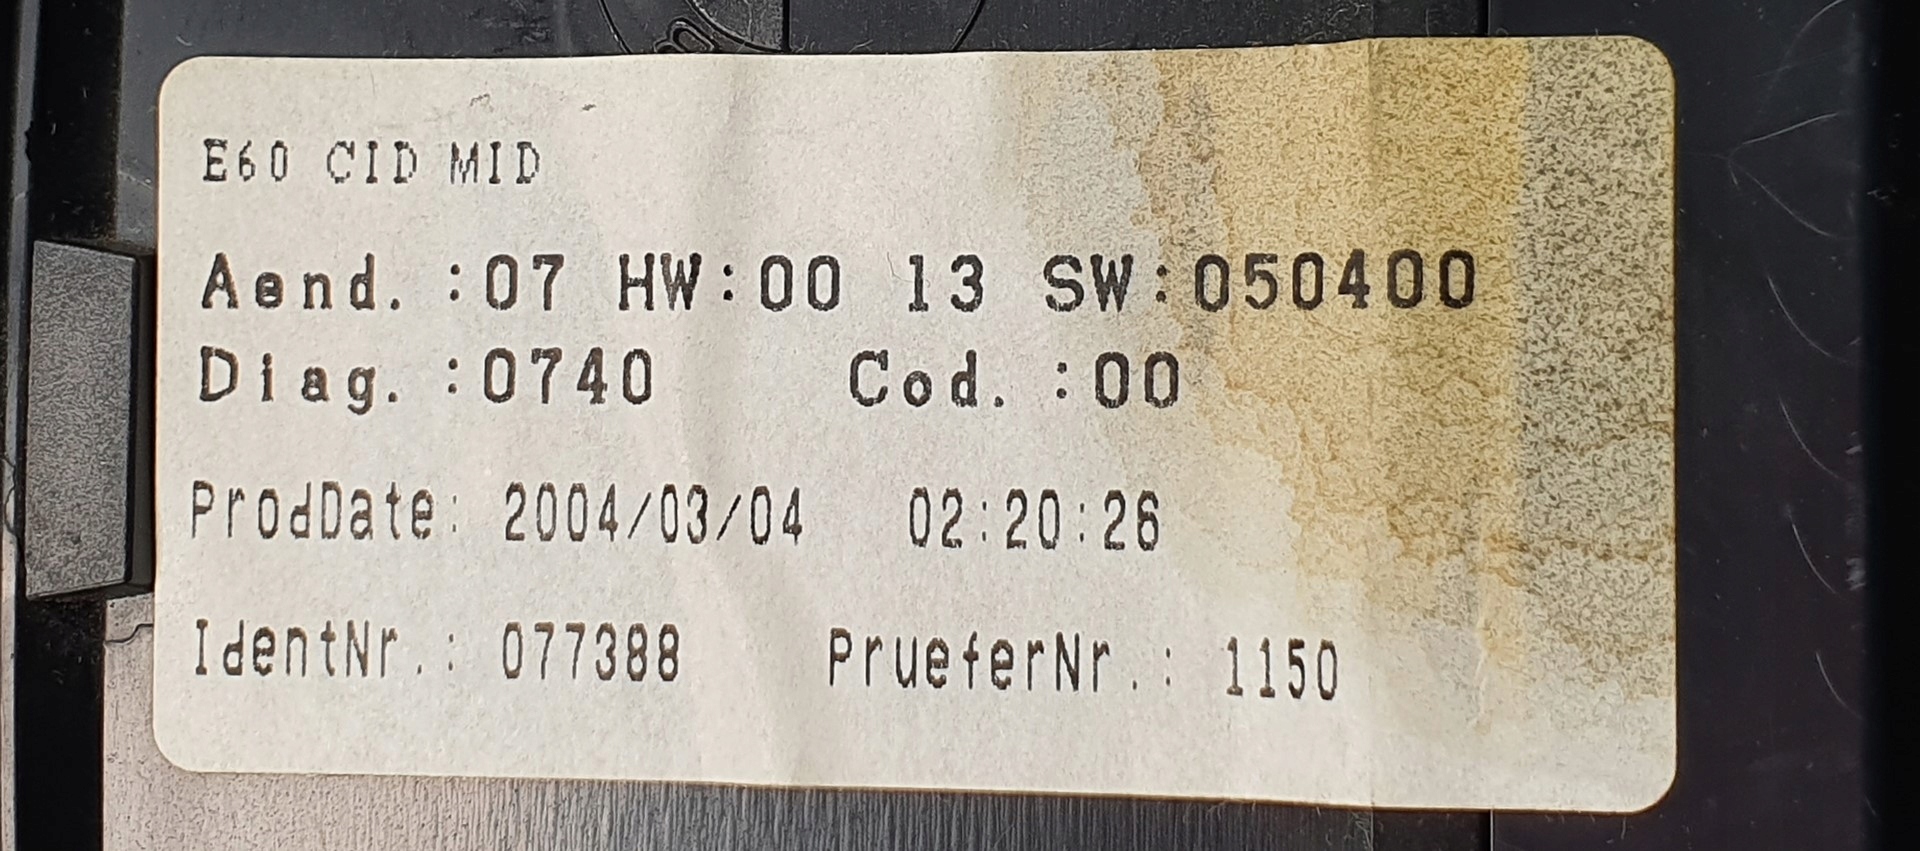 E60 CID MID
Aend. :07 HW:00 13 SW:050400
Diag. :0740 Cod. :00
ProdDate: 2004/03/04 02:20:26
IdentNr.: 077388 PrueferNr.: 1150